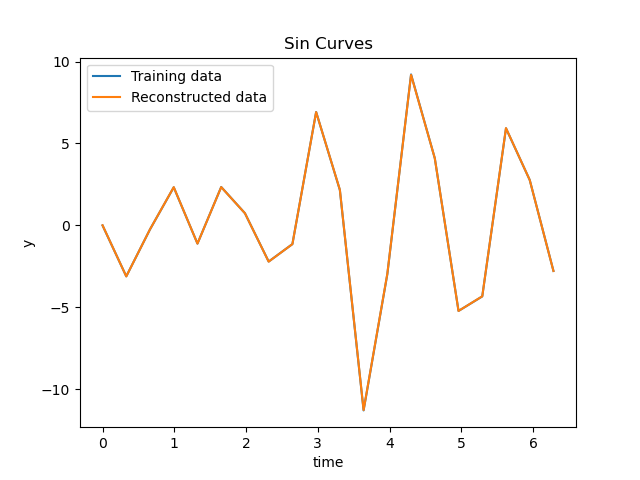 Sin Curves
Training data
Reconstructed data
10
5
0
−5
−10
y
0 1 2 3 4 5 6
time